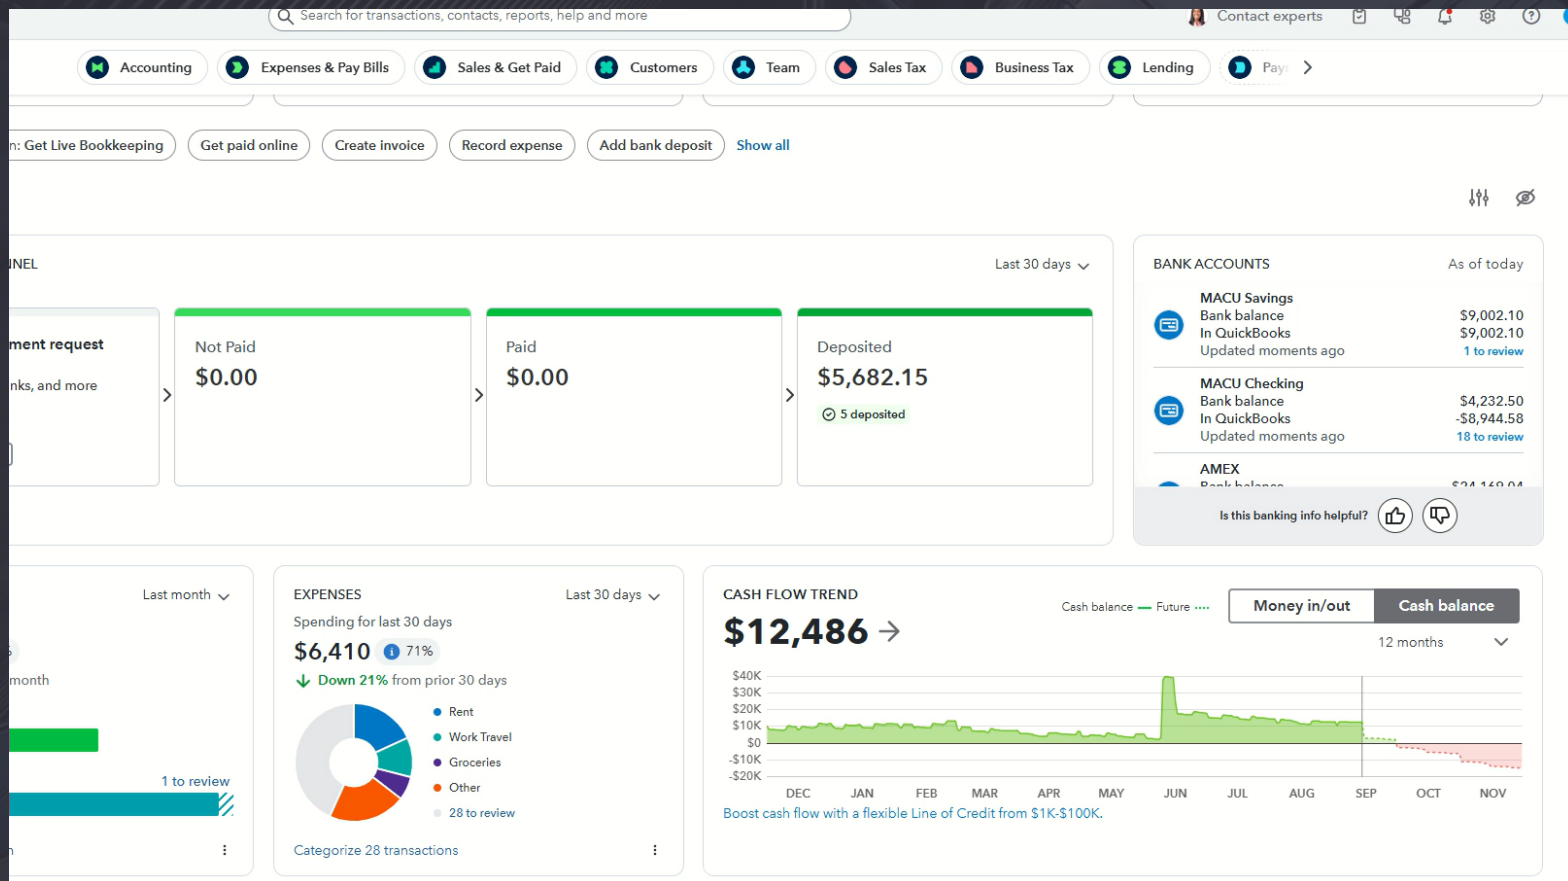 Search for transactions, contacts, reports, help and more
Contact experts
Accounting
Expenses & Pay Bills
Sales & Get Paid
Customers
Team
Sales Tax
Business Tax
Lending
n: Get Live Bookkeeping
Get paid online
Create invoice
Record expense
Add bank deposit
Show all
NNEL
Last 30 days
ment request
nks, and more
Not Paid
$0.00
Paid
$0.00
Deposited
$5,682.15
5 deposited
BANK ACCOUNTS
As of today
MACU Savings
Bank balance $9,002.10
In QuickBooks $9,002.10
Updated moments ago 1 to review
MACU Checking
Bank balance $4,232.50
In QuickBooks -$8,944.58
Updated moments ago 18 to review
AMEX
Bank balance $24,169.04
Is this banking info helpful?
Last month
month
1 to review
EXPENSES
Last 30 days
Spending for last 30 days
$6,410
71%
Down 21% from prior 30 days
Rent
Work Travel
Groceries
Other
28 to review
Categorize 28 transactions
CASH FLOW TREND
$12,486
Cash balance
Future
Money in/out
Cash balance
12 months
$40K
$30K
$20K
$10K
$0
-$10K
-$20K
DEC JAN FEB MAR APR MAY JUN JUL AUG SEP OCT NOV
Boost cash flow with a flexible Line of Credit from $1K-$100K.